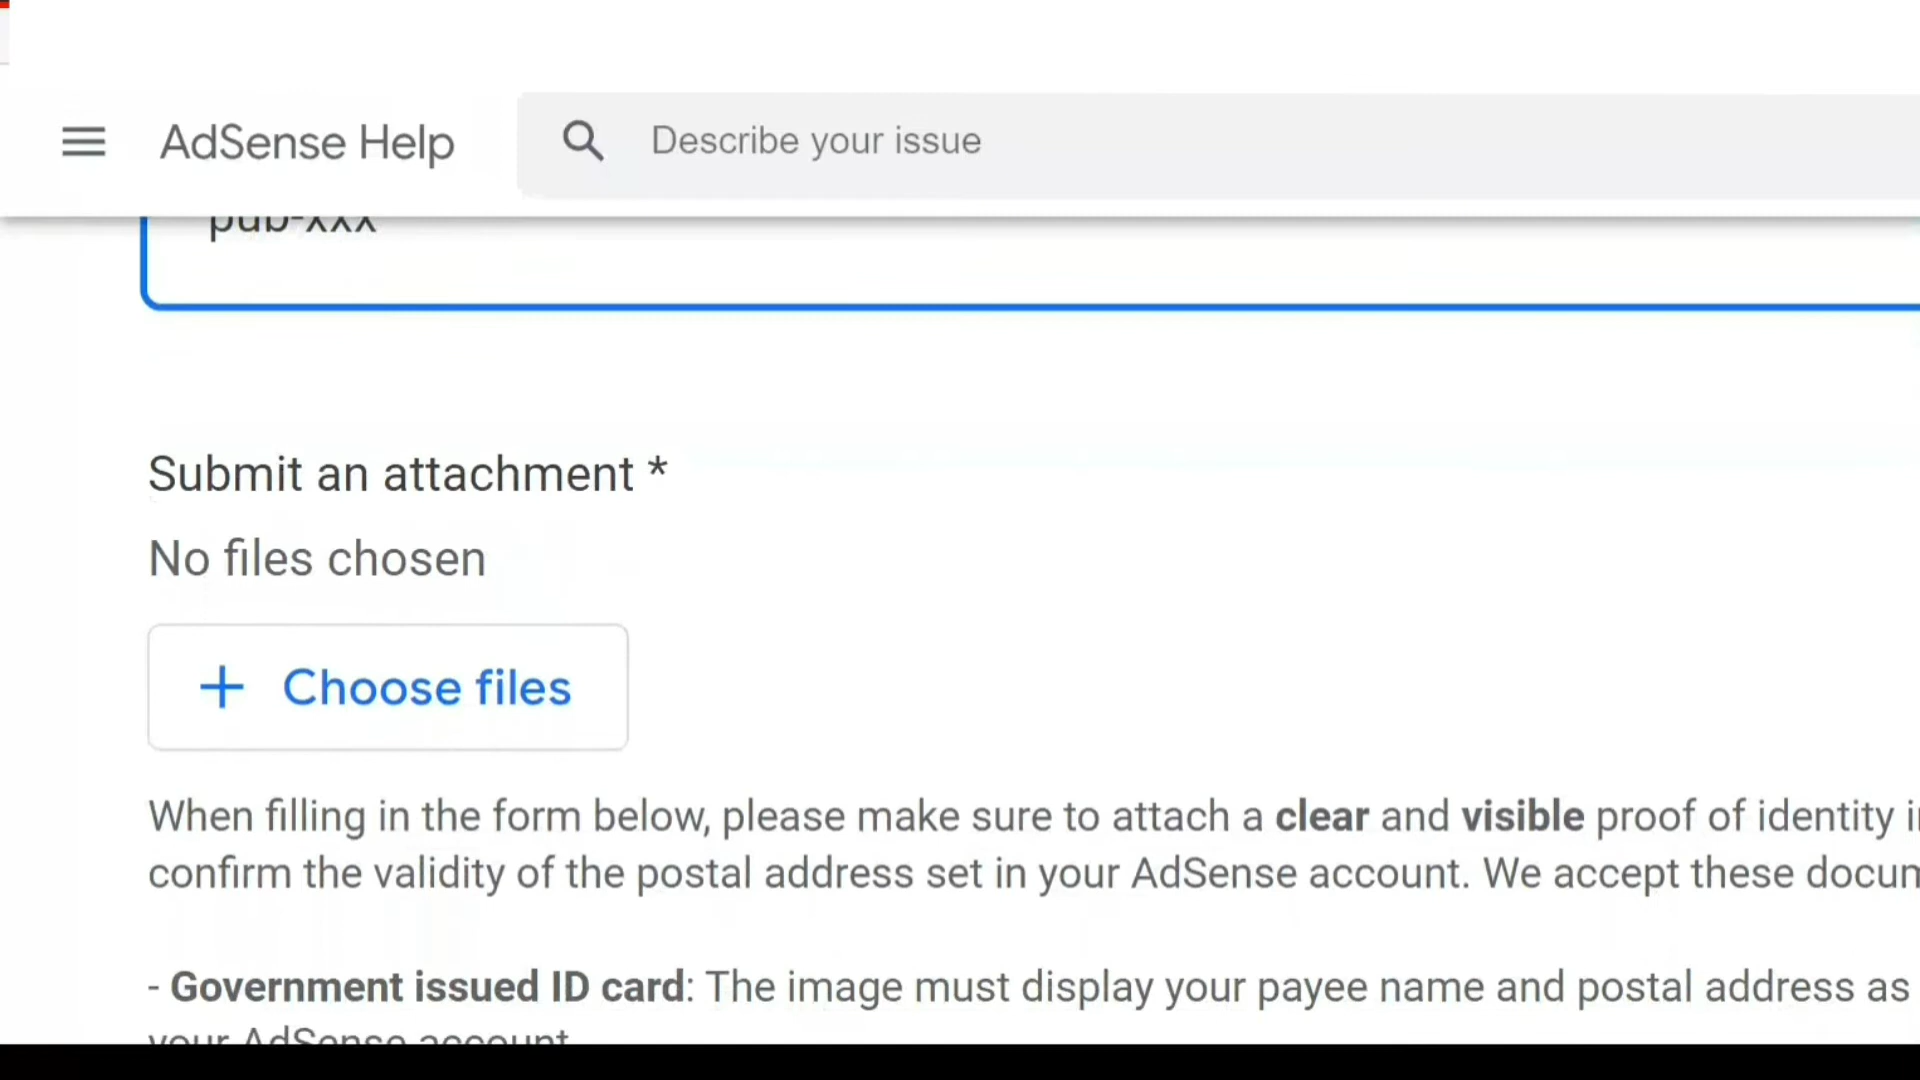 AdSense Help
Describe your issue
pub-xxx
Submit an attachment *
No files chosen
+ Choose files
When filling in the form below, please make sure to attach a clear and visible proof of identity
confirm the validity of the postal address set in your AdSense account. We accept these
- Government issued ID card: The image must display your payee name and postal address as
your AdSense account